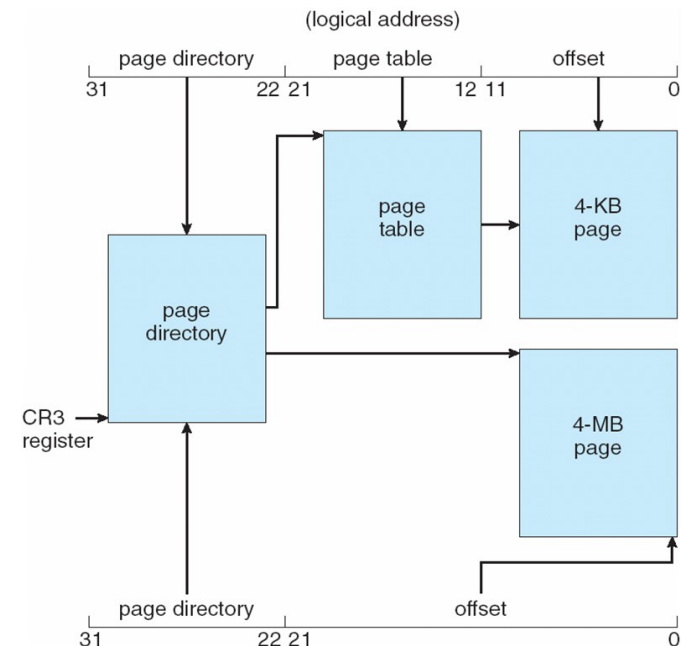 (logical address)
page directory page table offset
31 22 21 12 11 0
page
table
4-KB
page
page
directory
CR3
register
4-MB
page
page directory offset
31 22 21 0